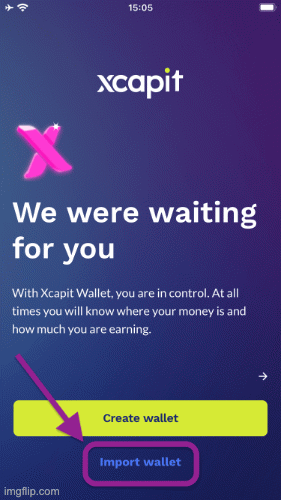 15:05
xcapit
We were waiting
for you
With Xcapit Wallet, you are in control. At all
times you will know where your money is and
how much you are earning.
Create wallet
Import wallet
imgflip.com